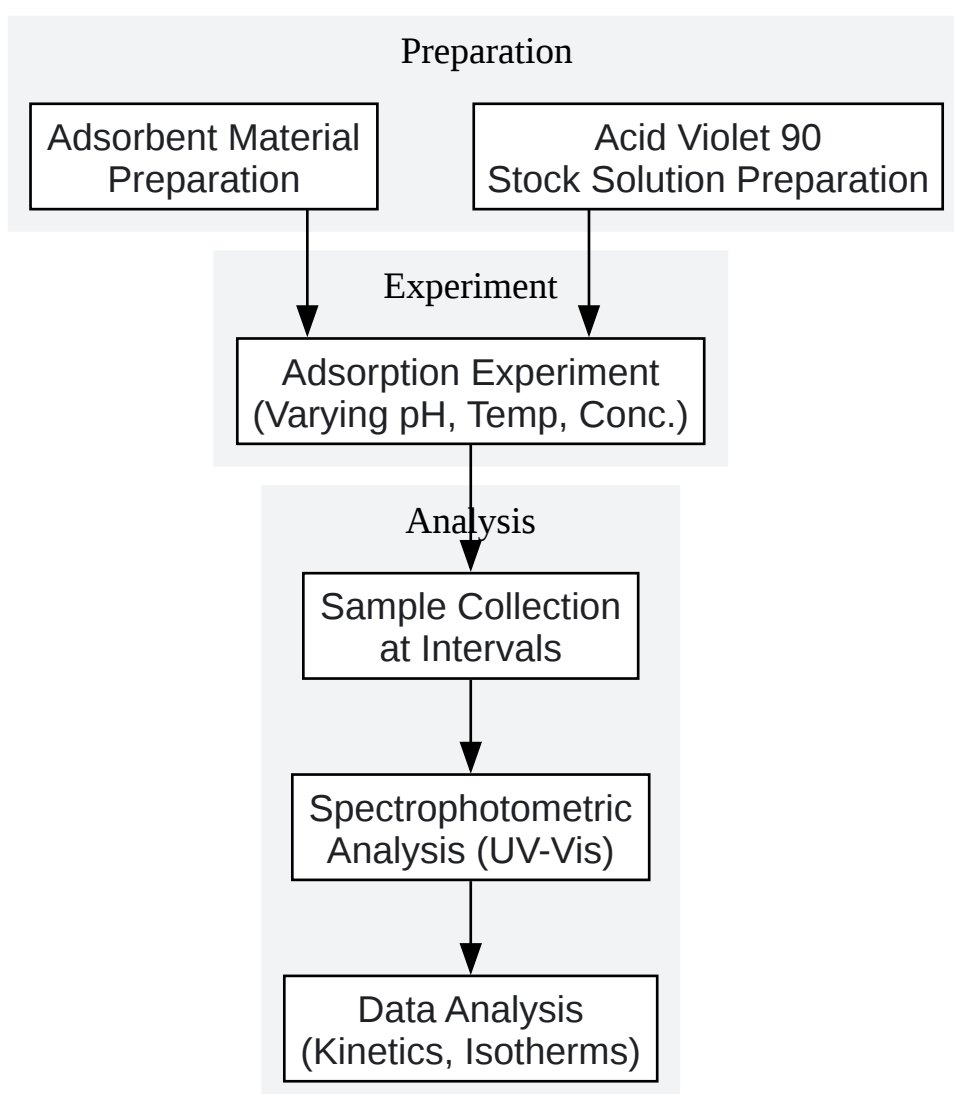 Preparation
Adsorbent Material
Preparation
Acid Violet 90
Stock Solution Preparation
Experiment
Adsorption Experiment
(Varying pH, Temp, Conc.)
Analysis
Sample Collection
at Intervals
Spectrophotometric
Analysis (UV-Vis)
Data Analysis
(Kinetics, Isotherms)